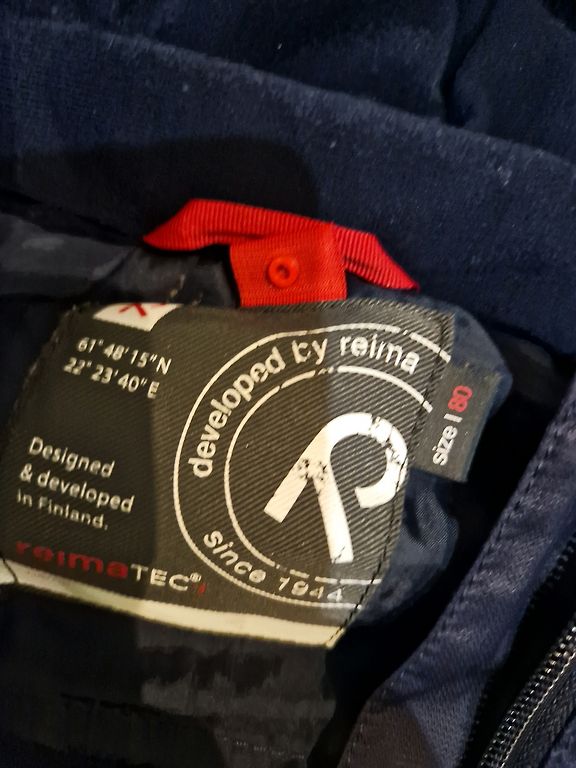 61°48'15"N
22°23'40"E
Designed
& developed
in Finland.
reimaTEC®
developed by reima
Since 1944
size | 80